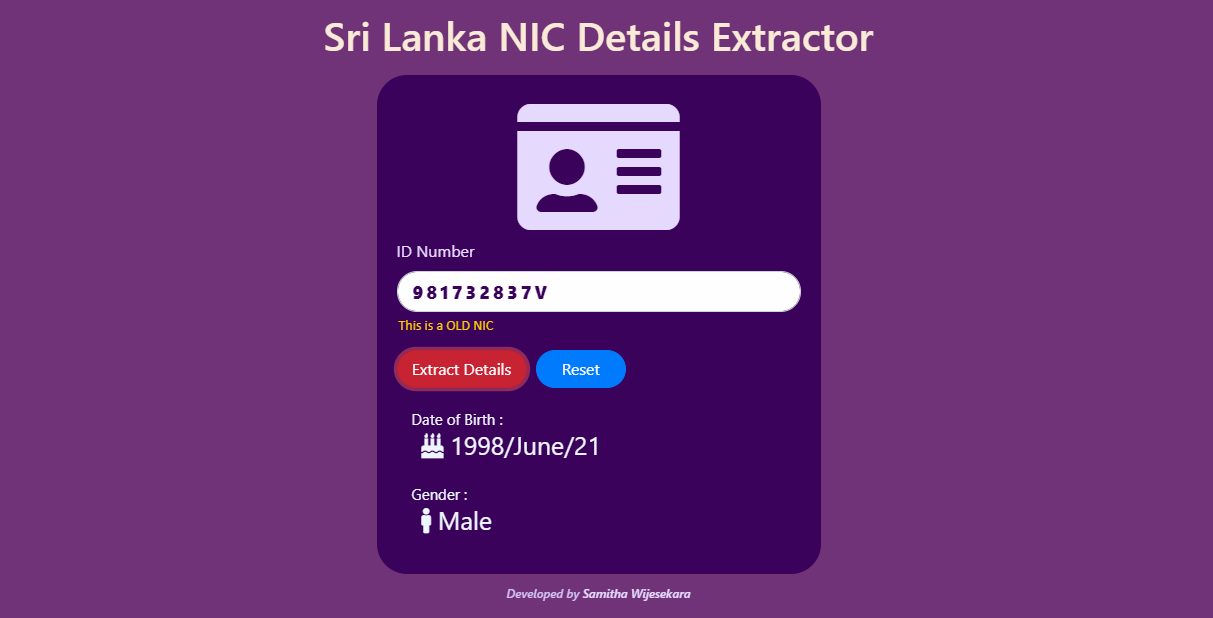 Sri Lanka NIC Details Extractor
ID Number
981732837V
This is a OLD NIC
Extract Details Reset
Date of Birth :
1998/June/21
Gender :
Male
Developed by Samitha Wijesekara